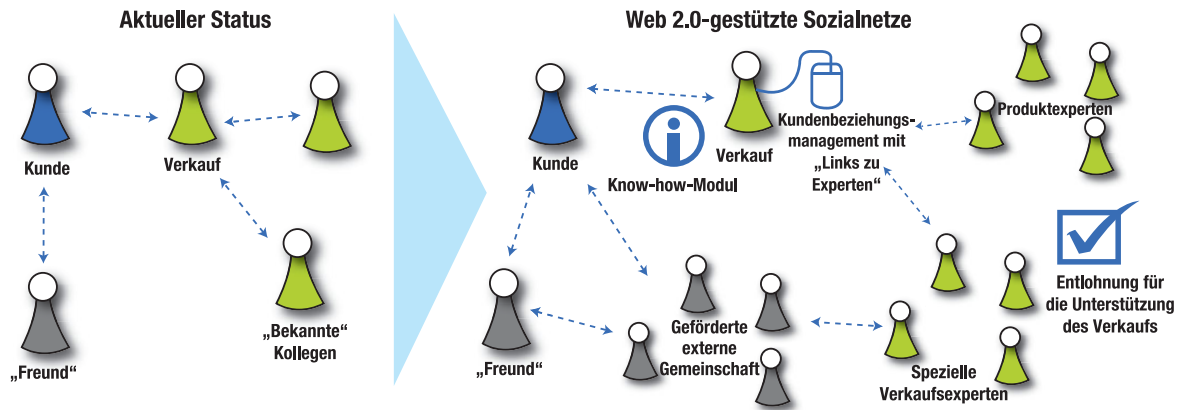 Aktueller Status
Kunde
Verkauf
„Freund“
„Bekannte“
Kollegen
Web 2.0-gestützte Sozialnetze
Kunde
Know-how-Modul
Verkauf
Kundenbeziehungs-
management mit
„Links zu
Experten“
Produktexperten
„Freund“
Geförderte
externe
Gemeinschaft
Spezielle
Verkaufsexperten
Entlohnung für
die Unterstützung
des Verkaufs